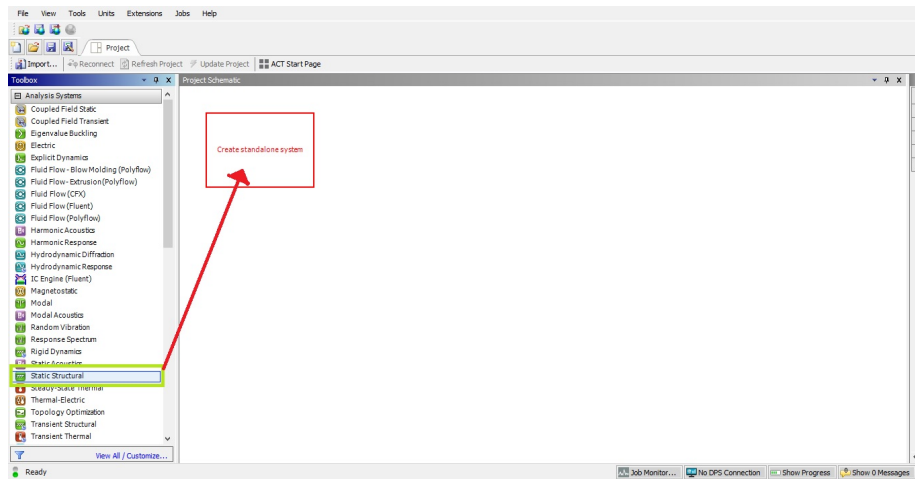 File View Tools Units Extensions Jobs Help
Project
Import... Reconnect Refresh Project Update Project ACT Start Page
Toolbox
Project Schematic
Analysis Systems
Coupled Field Static
Coupled Field Transient
Eigenvalue Buckling
Electric
Explicit Dynamics
Fluid Flow - Blow Molding (Polyflow)
Fluid Flow - Extrusion (Polyflow)
Fluid Flow (CFX)
Fluid Flow (Fluent)
Fluid Flow (Polyflow)
Harmonic Acoustics
Harmonic Response
Hydrodynamic Diffraction
Hydrodynamic Response
IC Engine (Fluent)
Magnetostatic
Modal
Modal Acoustics
Random Vibration
Response Spectrum
Rigid Dynamics
Static Acoustics
Static Structural
Steady-State Thermal
Thermal-Electric
Topology Optimization
Transient Structural
Transient Thermal
View All / Customize...
Create standalone system
Ready
Job Monitor... No DPS Connection Show Progress Show 0 Messages